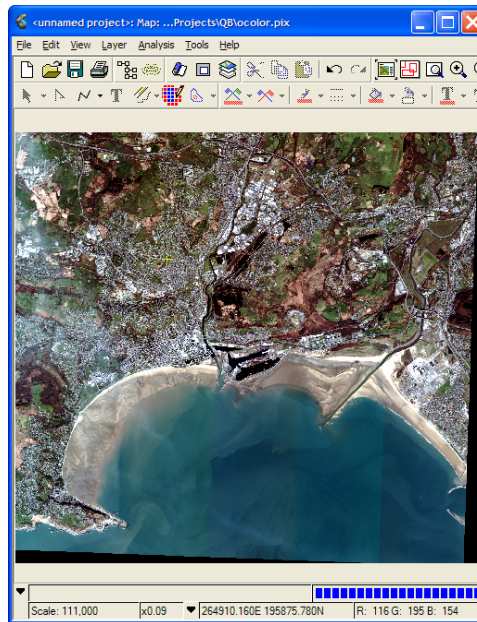 <unnamed project>: Map: ...Projects\QB\ocolor.pix
File Edit View Layer Analysis Tools Help
Scale: 111,000 x0.09 264910.160E 195875.780N R: 116 G: 195 B: 154